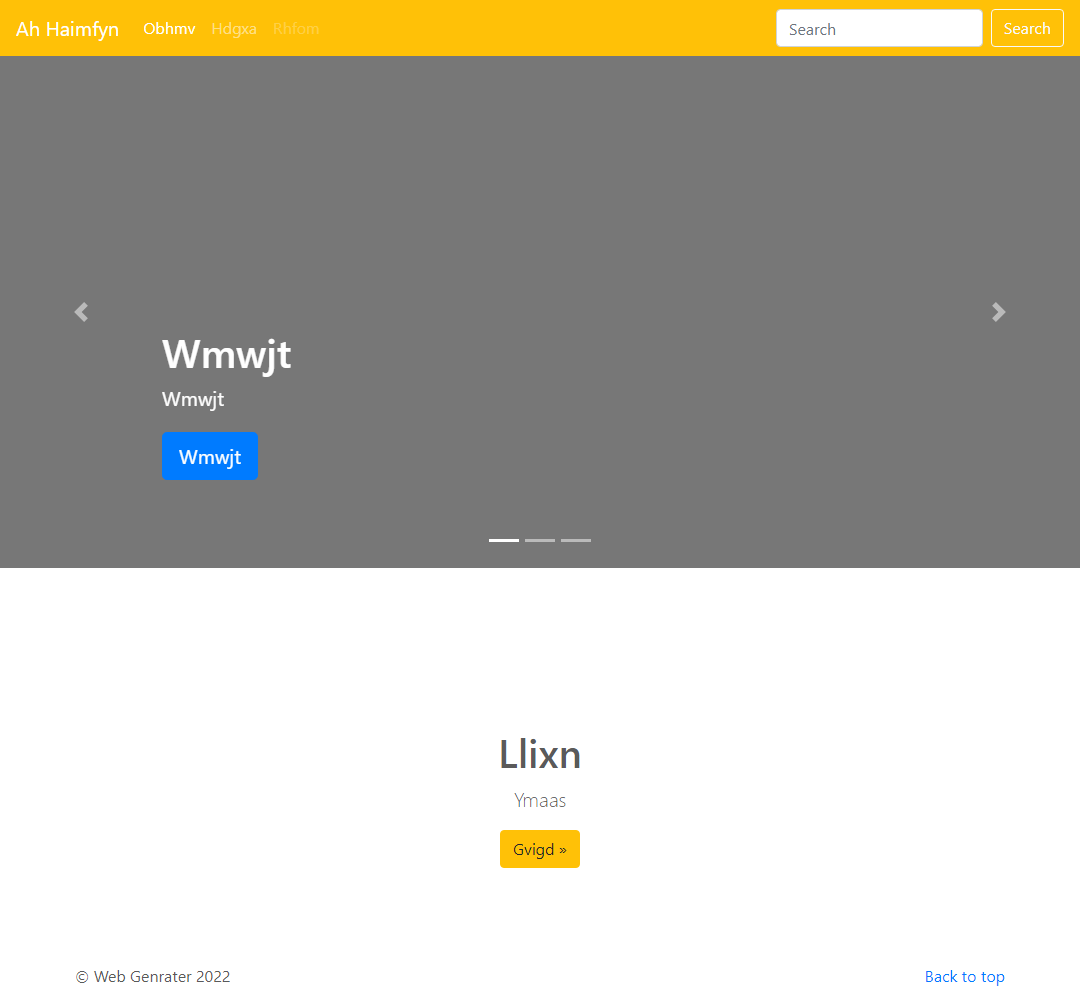 Ah Haimfyn Obhmv Hdgxa Rhfom Search Search
Wmwjt
Wmwjt
Wmwjt
Llixn
Ymaas
Gvigd »
© Web Genrater 2022 Back to top